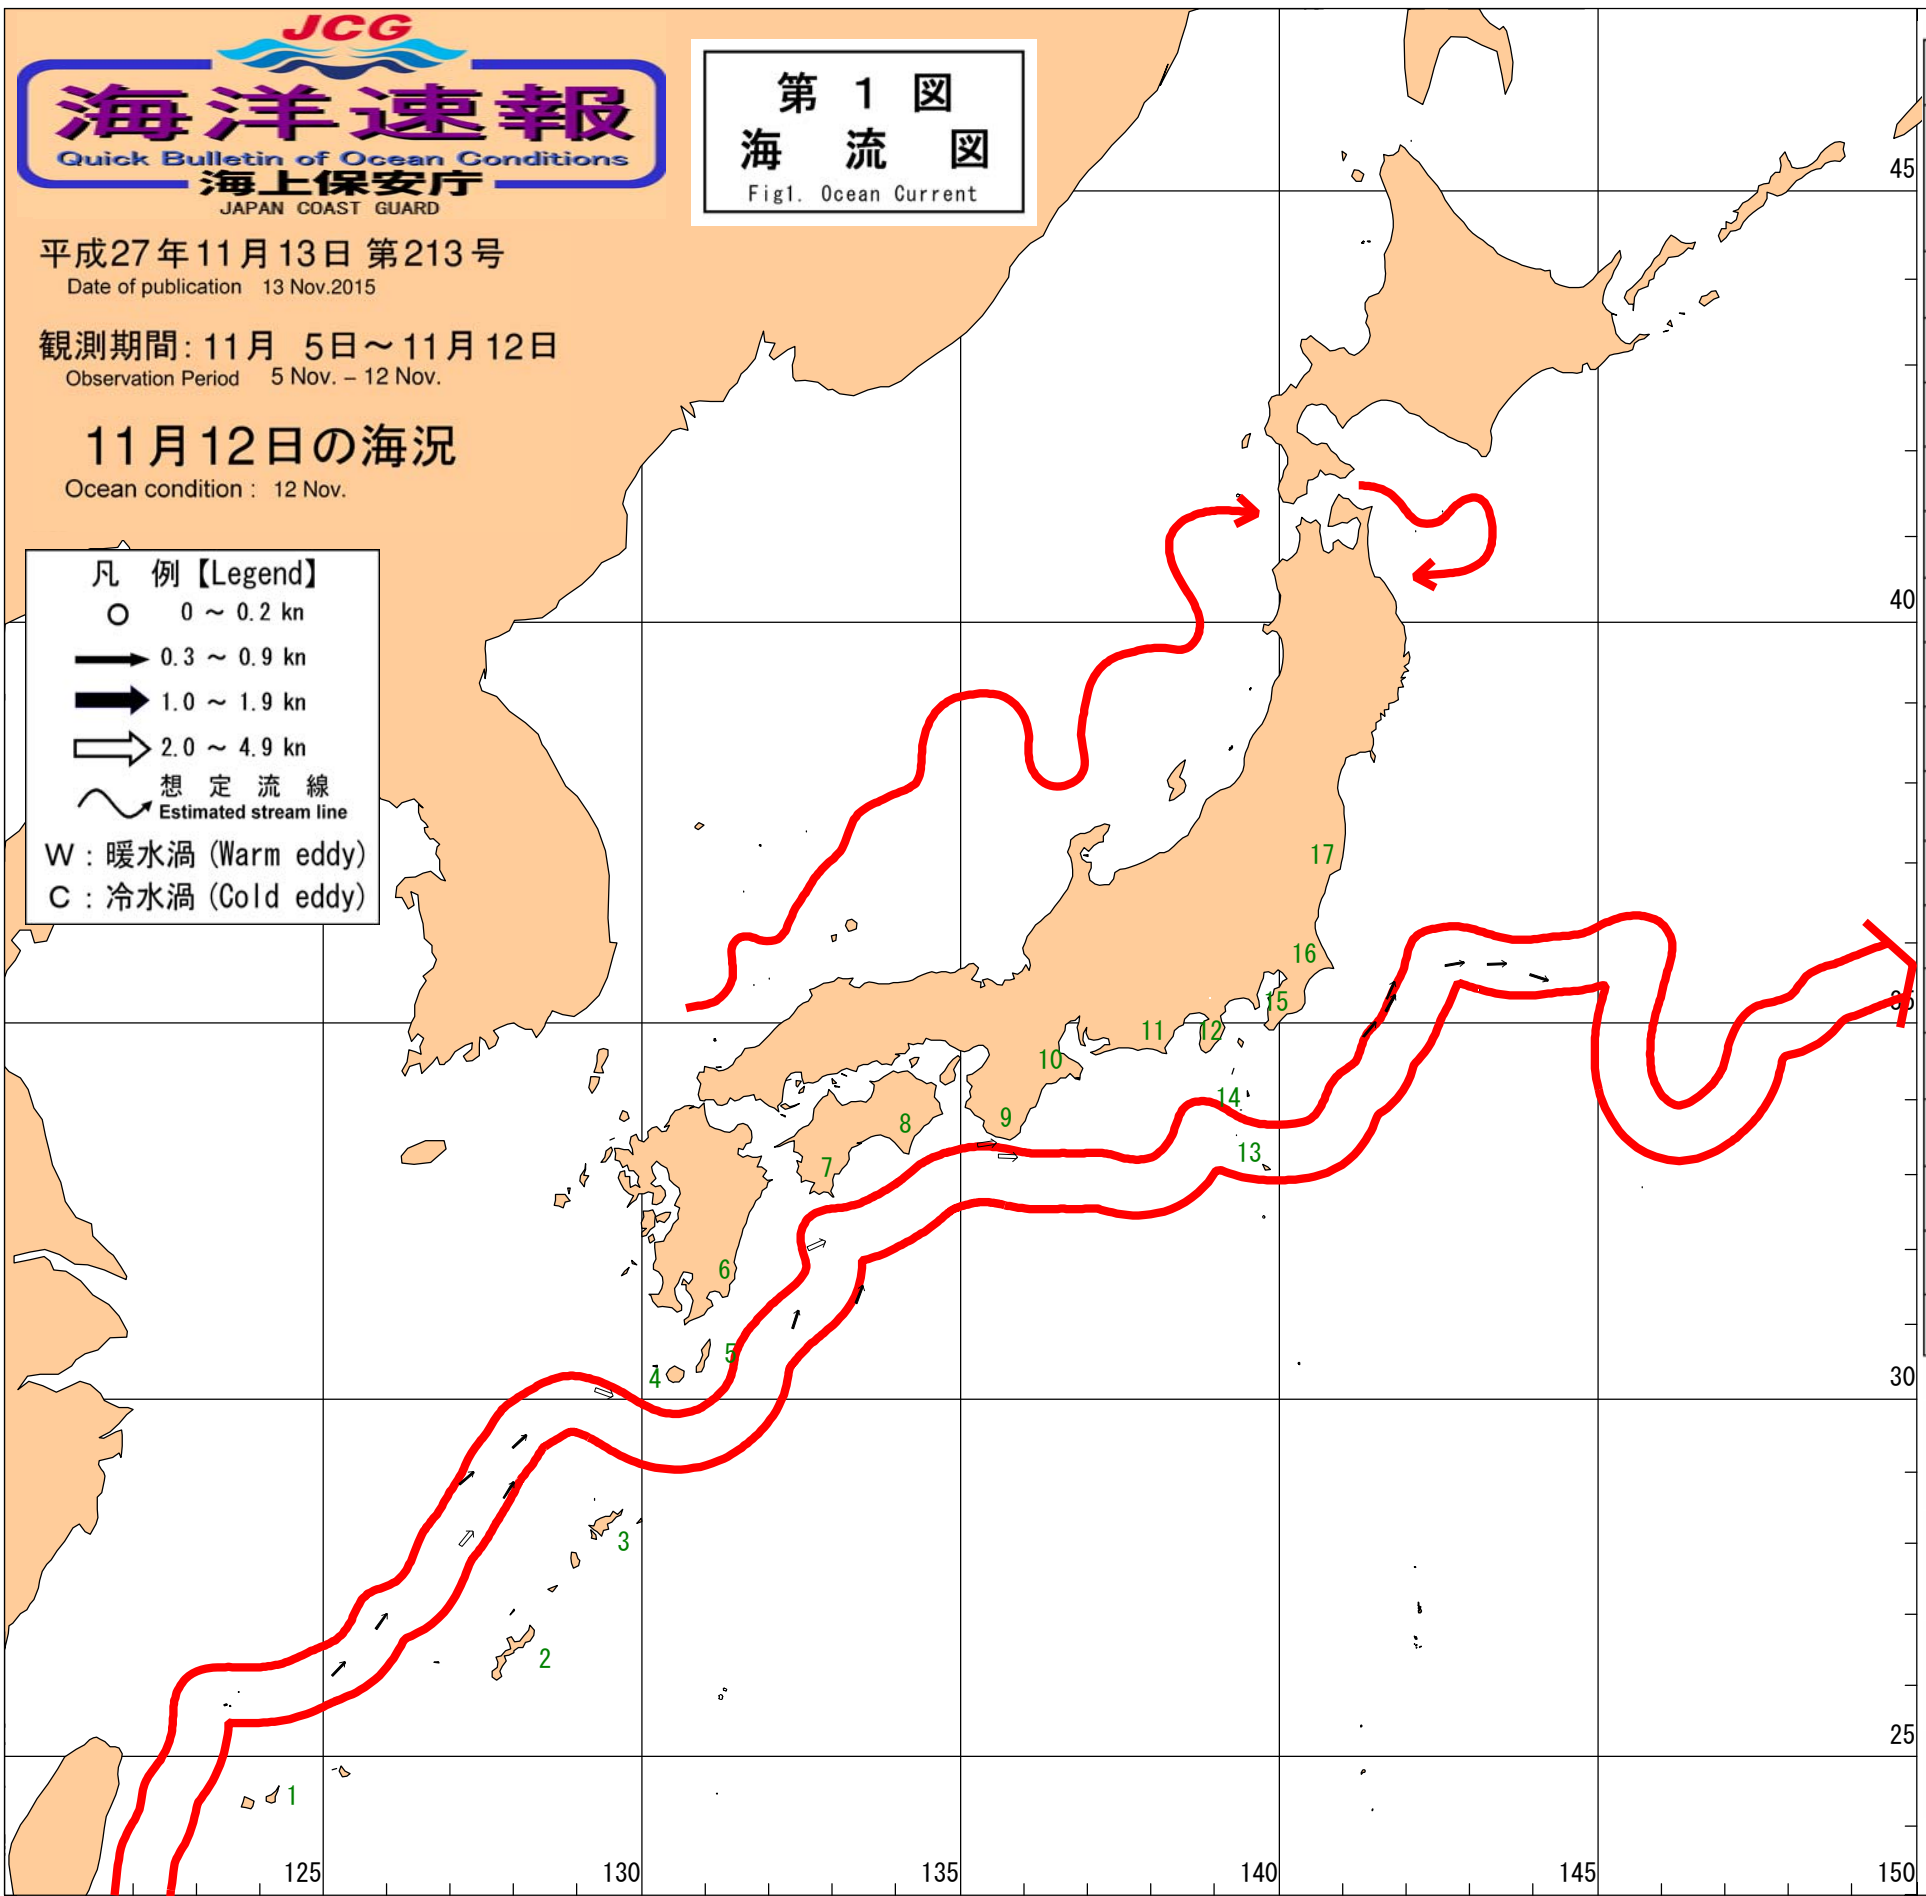 JCG
海洋速報
Quick Bulletin of Ocean Conditions
海上保安庁
JAPAN COAST GUARD
平成27年11月13日 第213号
Date of publication 13 Nov.2015
観測期間: 11月 5日～11月12日
Observation Period 5 Nov. – 12 Nov.
11月12日の海況
Ocean condition : 12 Nov.
第 1 図
海 流 図
Fig1. Ocean Current
凡 例【Legend】
0 ～ 0.2 kn
0.3 ～ 0.9 kn
1.0 ～ 1.9 kn
2.0 ～ 4.9 kn
想 定 流 線
Estimated stream line
W : 暖水渦 (Warm eddy)
C : 冷水渦 (Cold eddy)
45
40
35
30
25
17
16
15
14
13
12
11
10
9
8
7
6
5
4
3
2
1
125
130
135
140
145
150